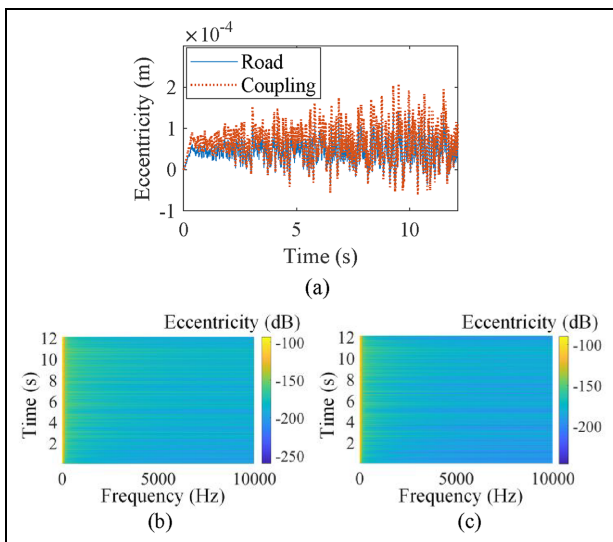 ×10-4
Eccentricity (m)
2
1
0
-1
Road
Coupling
0
5
10
Time (s)
(a)
Eccentricity (dB)
Time (s)
12
10
8
6
4
2
-100
-150
-200
-250
0
5000
10000
Frequency (Hz)
(b)
Eccentricity (dB)
Time (s)
12
10
8
6
4
2
-100
-150
-200
0
5000
10000
Frequency (Hz)
(c)